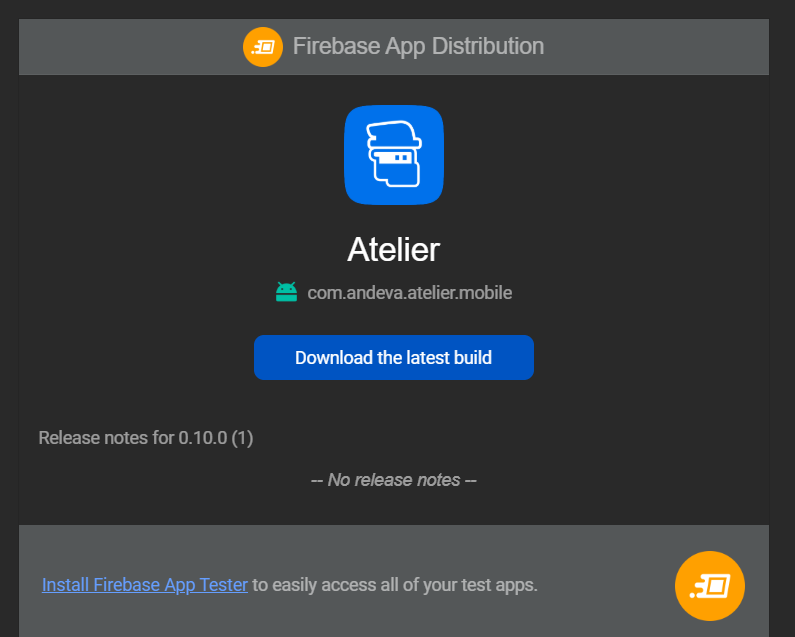 Firebase App Distribution
Atelier
com.andeva.atelier.mobile
Download the latest build
Release notes for 0.10.0 (1)
-- No release notes --
Install Firebase App Tester to easily access all of your test apps.